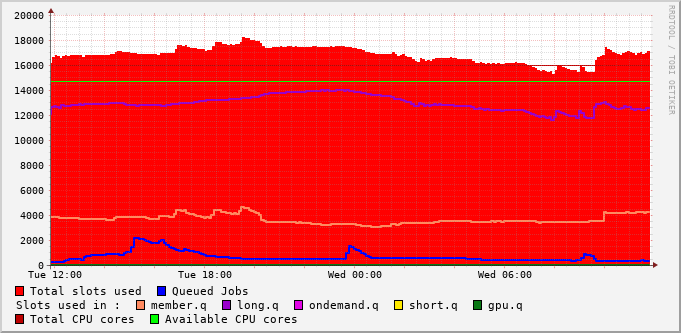 20000
18000
16000
14000
12000
10000
8000
6000
4000
2000
0
Tue 12:00 Tue 18:00 Wed 00:00 Wed 06:00
RRDTOOL / TOBI OETIKER
Total slots used Queued Jobs
Slots used in : member.q long.q ondemand.q short.q gpu.q
Total CPU cores Available CPU cores